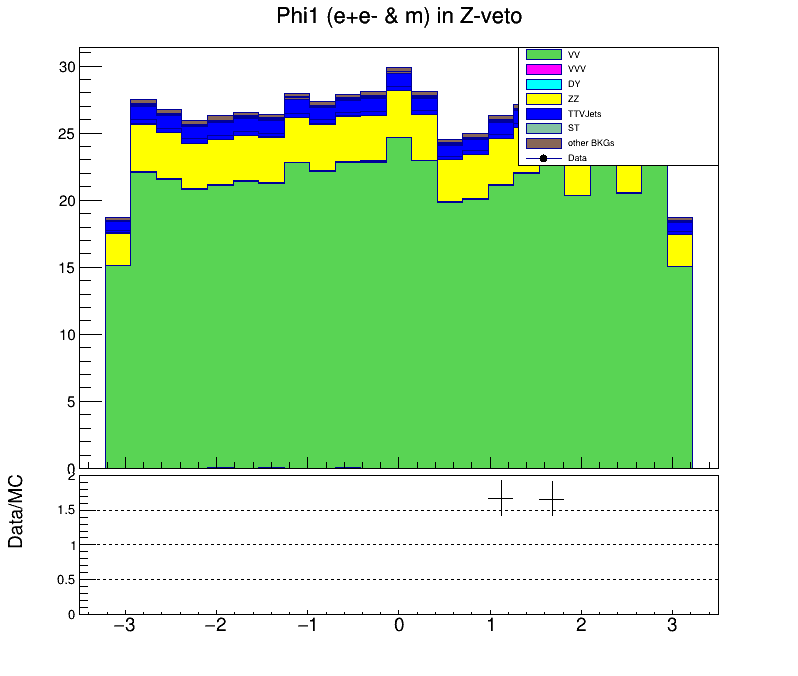 Phi1 (e+e- & m) in Z-veto
VV
VVV
DY
ZZ
TTVJets
ST
other BKGs
Data
30
25
20
15
10
5
0
Data/MC
2
1.5
1
0.5
0
−3 −2 −1 0 1 2 3